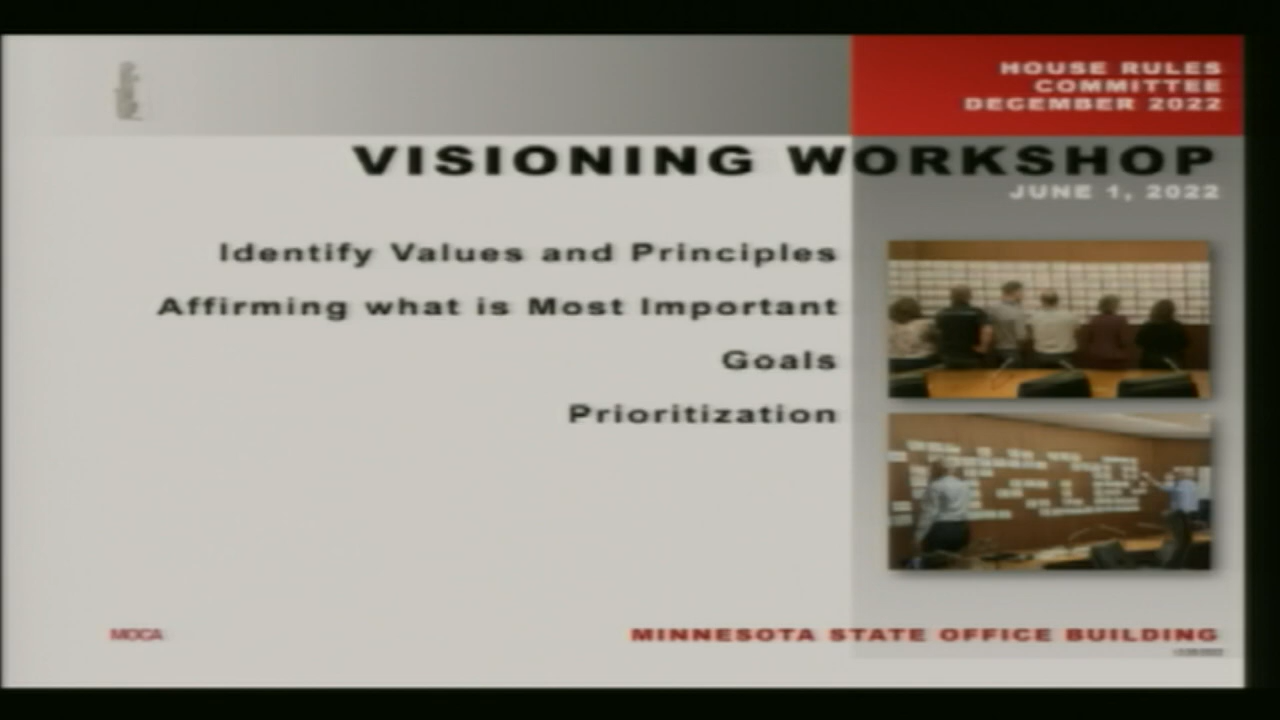 HOUSE RULES
COMMITTEE
DECEMBER 2022
VISIONING WORKSHOP
JUNE 1, 2022
Identify Values and Principles
Affirming what is Most Important
Goals
Prioritization
MOCA
MINNESOTA STATE OFFICE BUILDING